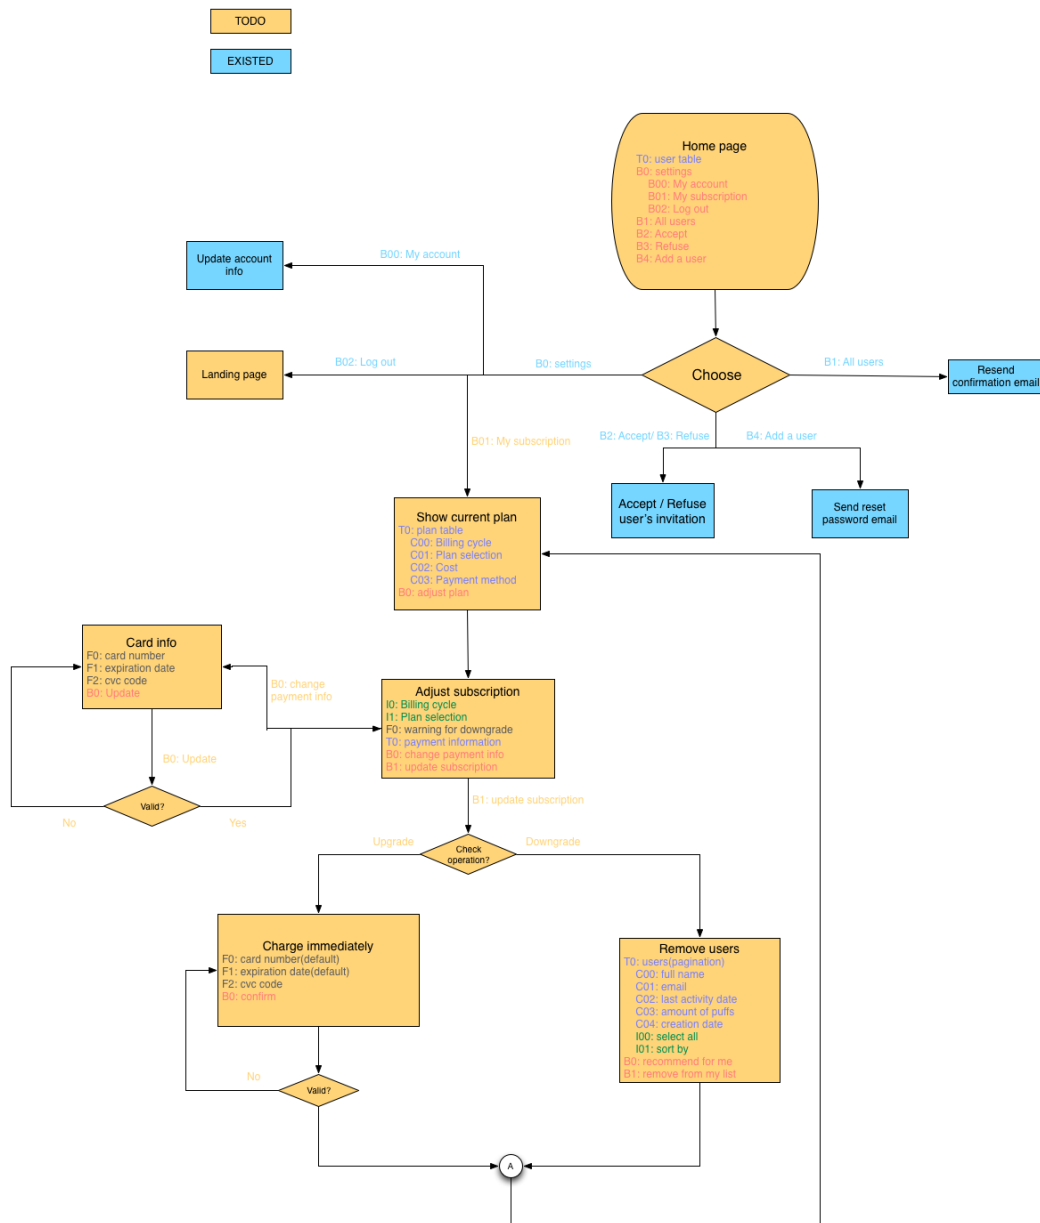 TODO
EXISTED
Home page
T0: user table
B0: settings
B00: My account
B01: My subscription
B02: Log out
B1: All users
B2: Accept
B3: Refuse
B4: Add a user
Update account
info
B00: My account
Landing page
B02: Log out
B0: settings
Choose
B1: All users
Resend
confirmation email
B01: My subscription
B2: Accept/ B3: Refuse
B4: Add a user
Accept / Refuse
user's invitation
Send reset
password email
Show current plan
T0: plan table
C00: Billing cycle
C01: Plan selection
C02: Cost
C03: Payment method
B0: adjust plan
Card info
F0: card number
F1: expiration date
F2: cvc code
B0: Update
B0: change
payment info
Adjust subscription
I0: Billing cycle
I1: Plan selection
F0: warning for downgrade
T0: payment information
B0: change payment info
B1: update subscription
B0: Update
Valid?
No
Yes
B1: update subscription
Upgrade
Check
operation?
Downgrade
Charge immediately
F0: card number(default)
F1: expiration date(default)
F2: cvc code
B0: confirm
Remove users
T0: users(pagination)
C00: full name
C01: email
C02: last activity date
C03: amount of puffs
C04: creation date
I00: select all
I01: sort by
B0: recommend for me
B1: remove from my list
No
Valid?
A